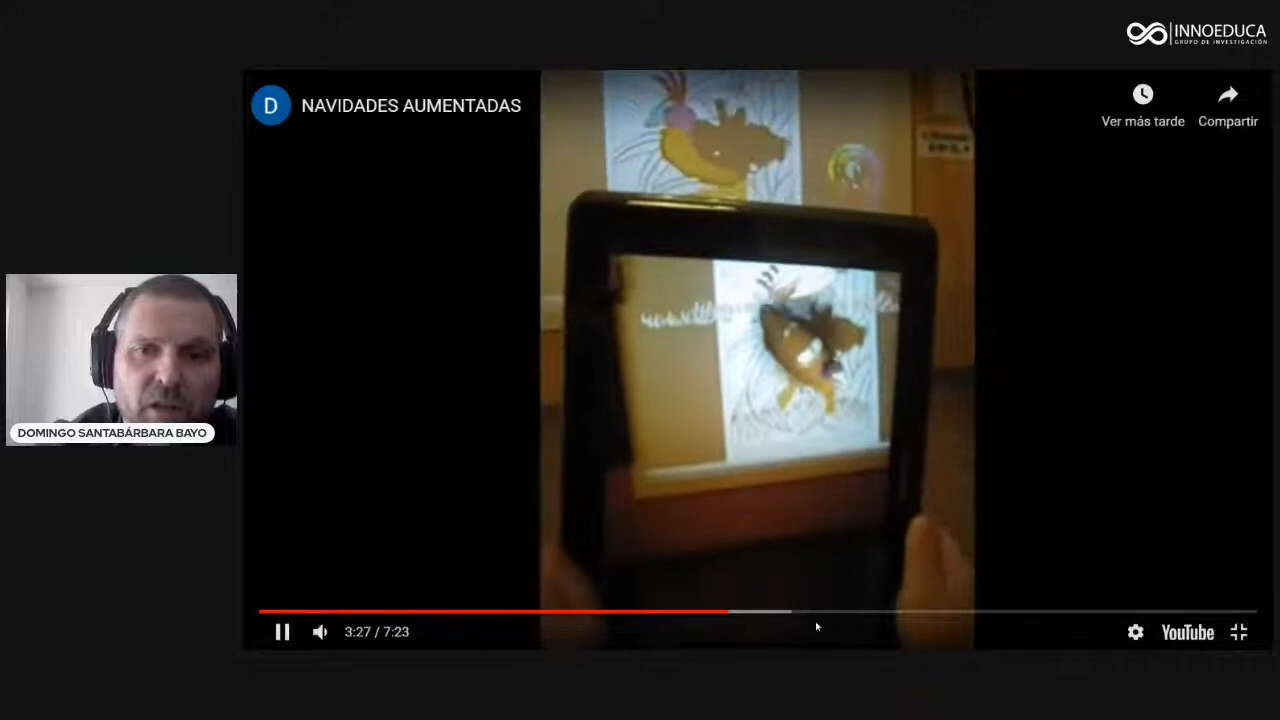 INNOEDUCA
GRUPO DE INVESTIGACIÓN
D
NAVIDADES AUMENTADAS
Ver más tarde
Compartir
DOMINGO SANTABÁRBARA BAYO
3:27 / 7:23
YouTube